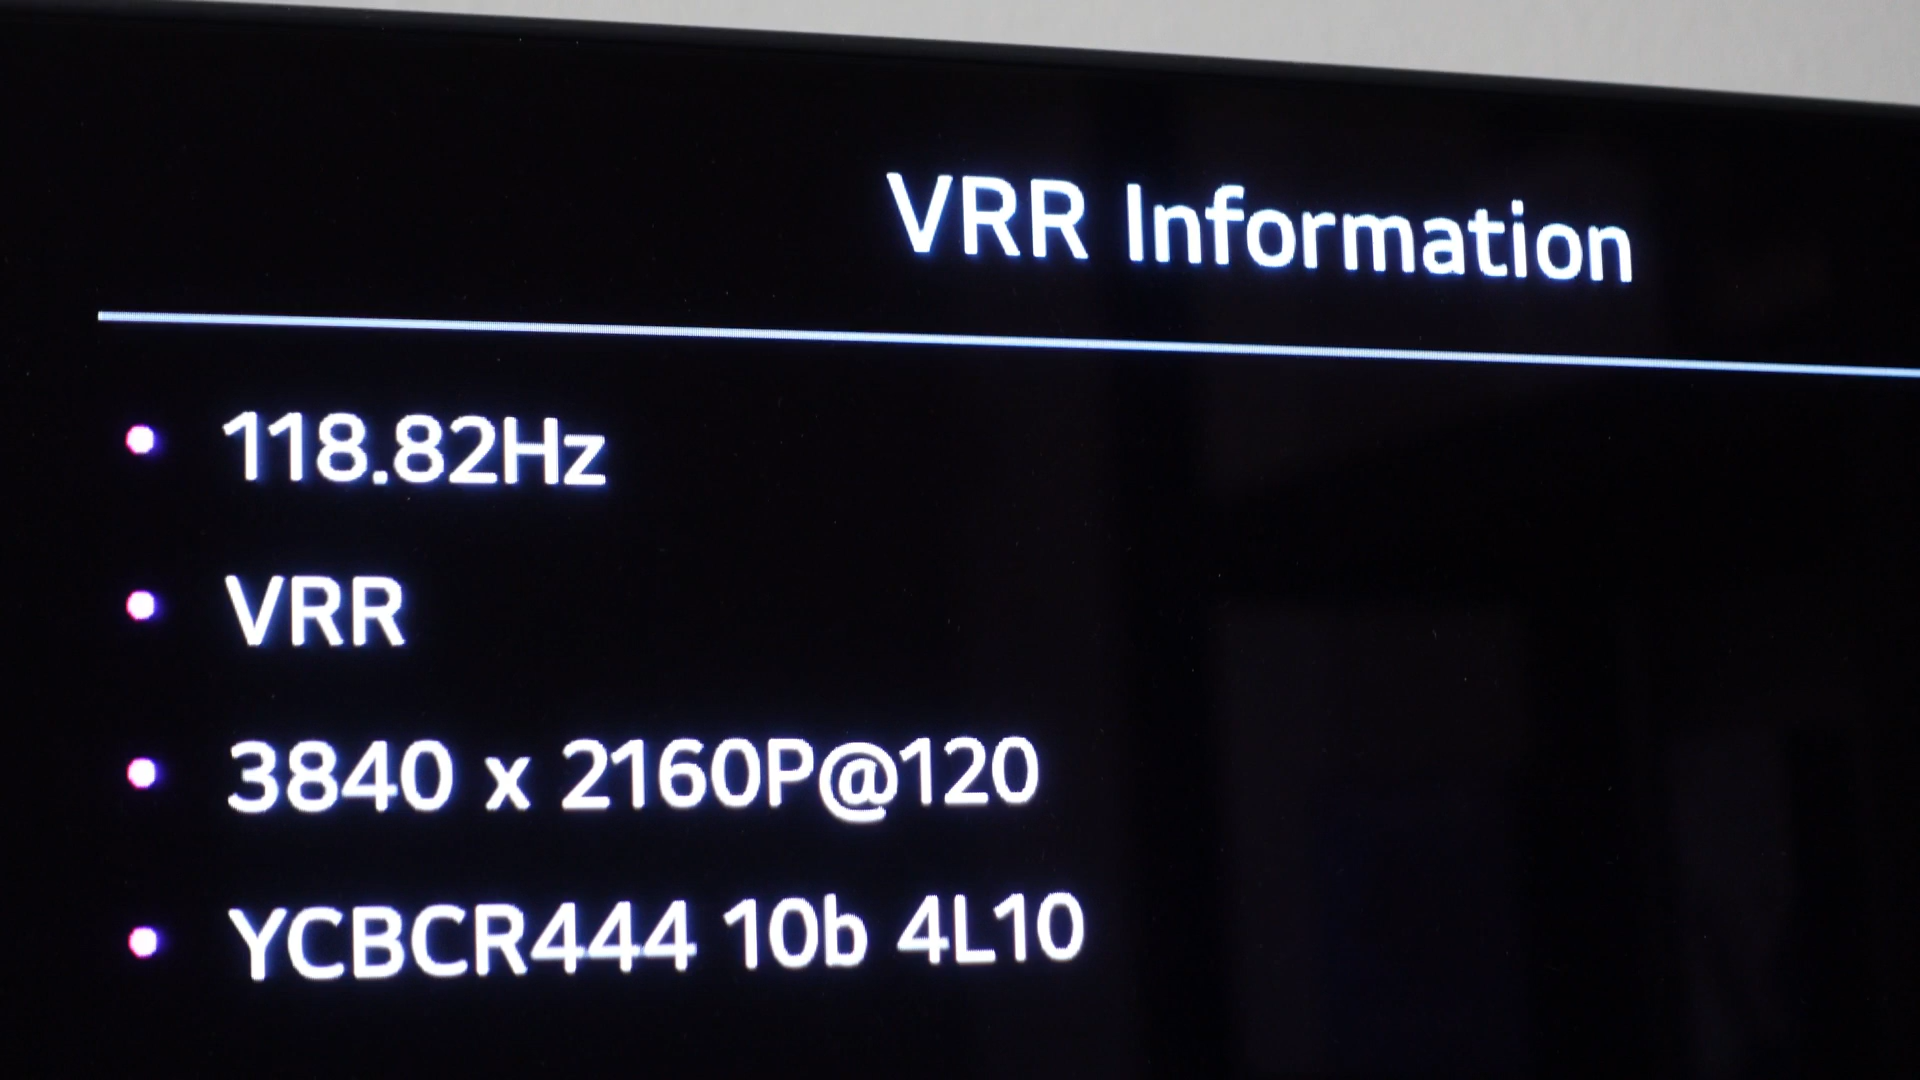 VRR Information
118.82Hz
VRR
3840 x 2160P@120
YCBCR444 10b 4L10